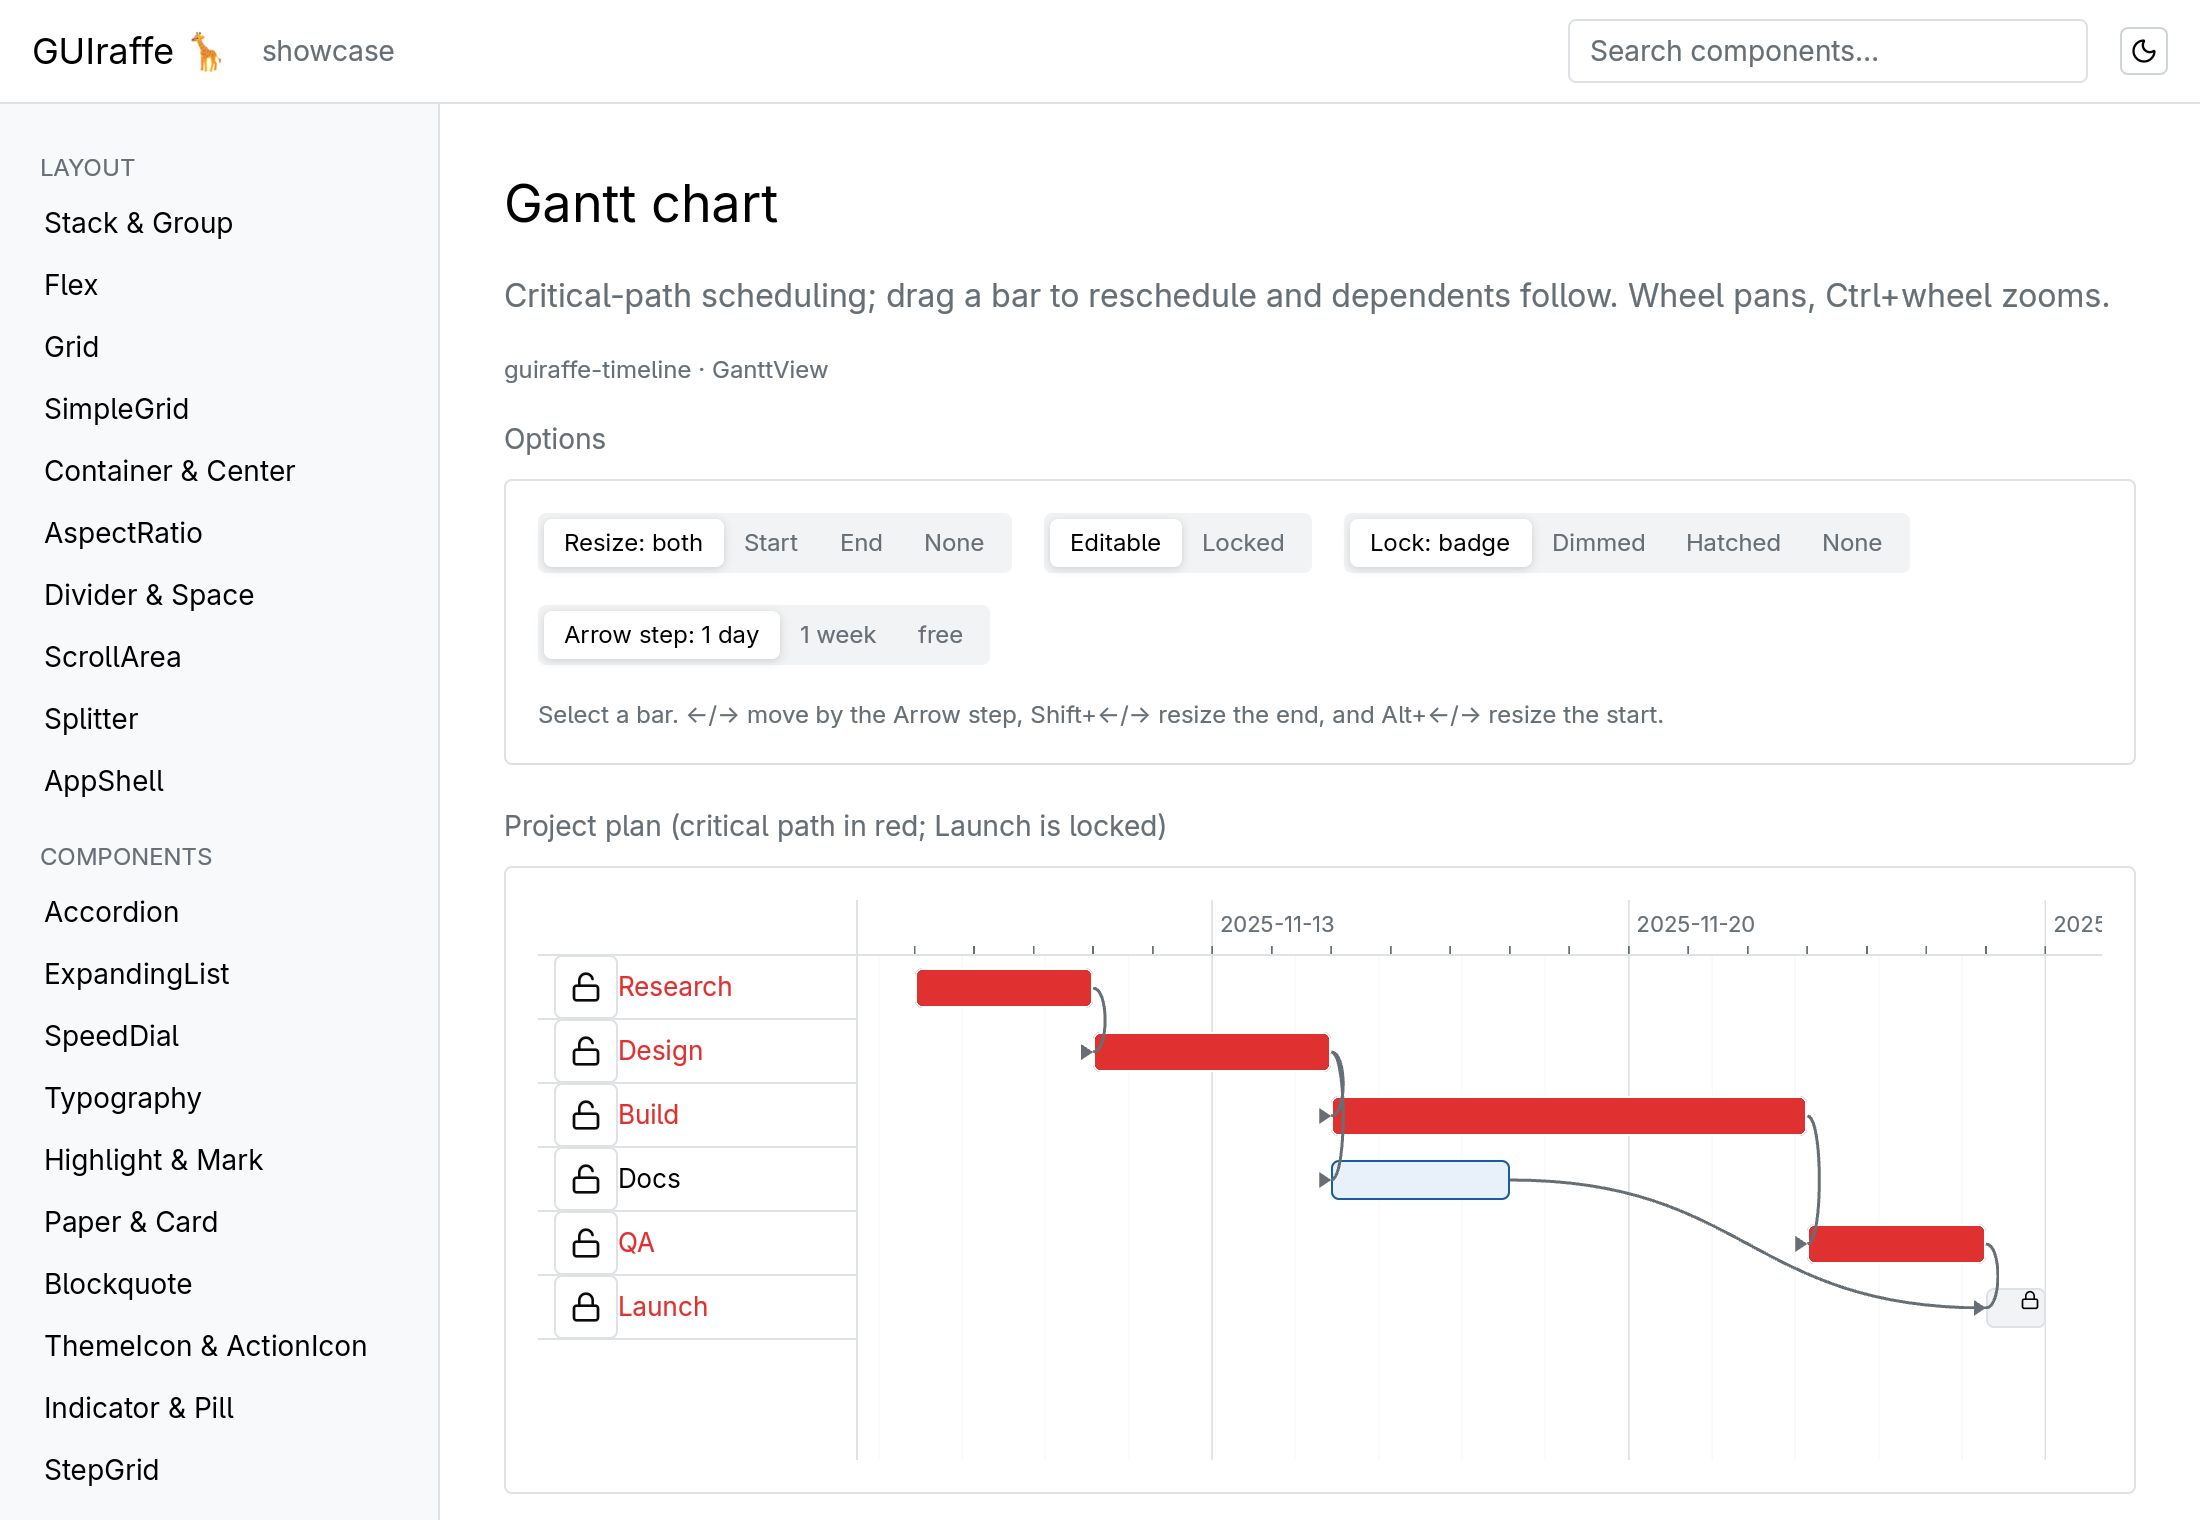 GUIraffe 🦒 showcase Search components...
LAYOUT
Stack & Group
Flex
Grid
SimpleGrid
Container & Center
AspectRatio
Divider & Space
ScrollArea
Splitter
AppShell
COMPONENTS
Accordion
ExpandingList
SpeedDial
Typography
Highlight & Mark
Paper & Card
Blockquote
ThemeIcon & ActionIcon
Indicator & Pill
StepGrid
Gantt chart
Critical-path scheduling; drag a bar to reschedule and dependents follow. Wheel pans, Ctrl+wheel zooms.
guiraffe-timeline · GanttView
Options
Resize: both Start End None Editable Locked Lock: badge Dimmed Hatched None
Arrow step: 1 day 1 week free
Select a bar. ←/→ move by the Arrow step, Shift+←/→ resize the end, and Alt+←/→ resize the start.
Project plan (critical path in red; Launch is locked)
2025-11-13 2025-11-20 2025
Research
Design
Build
Docs
QA
Launch